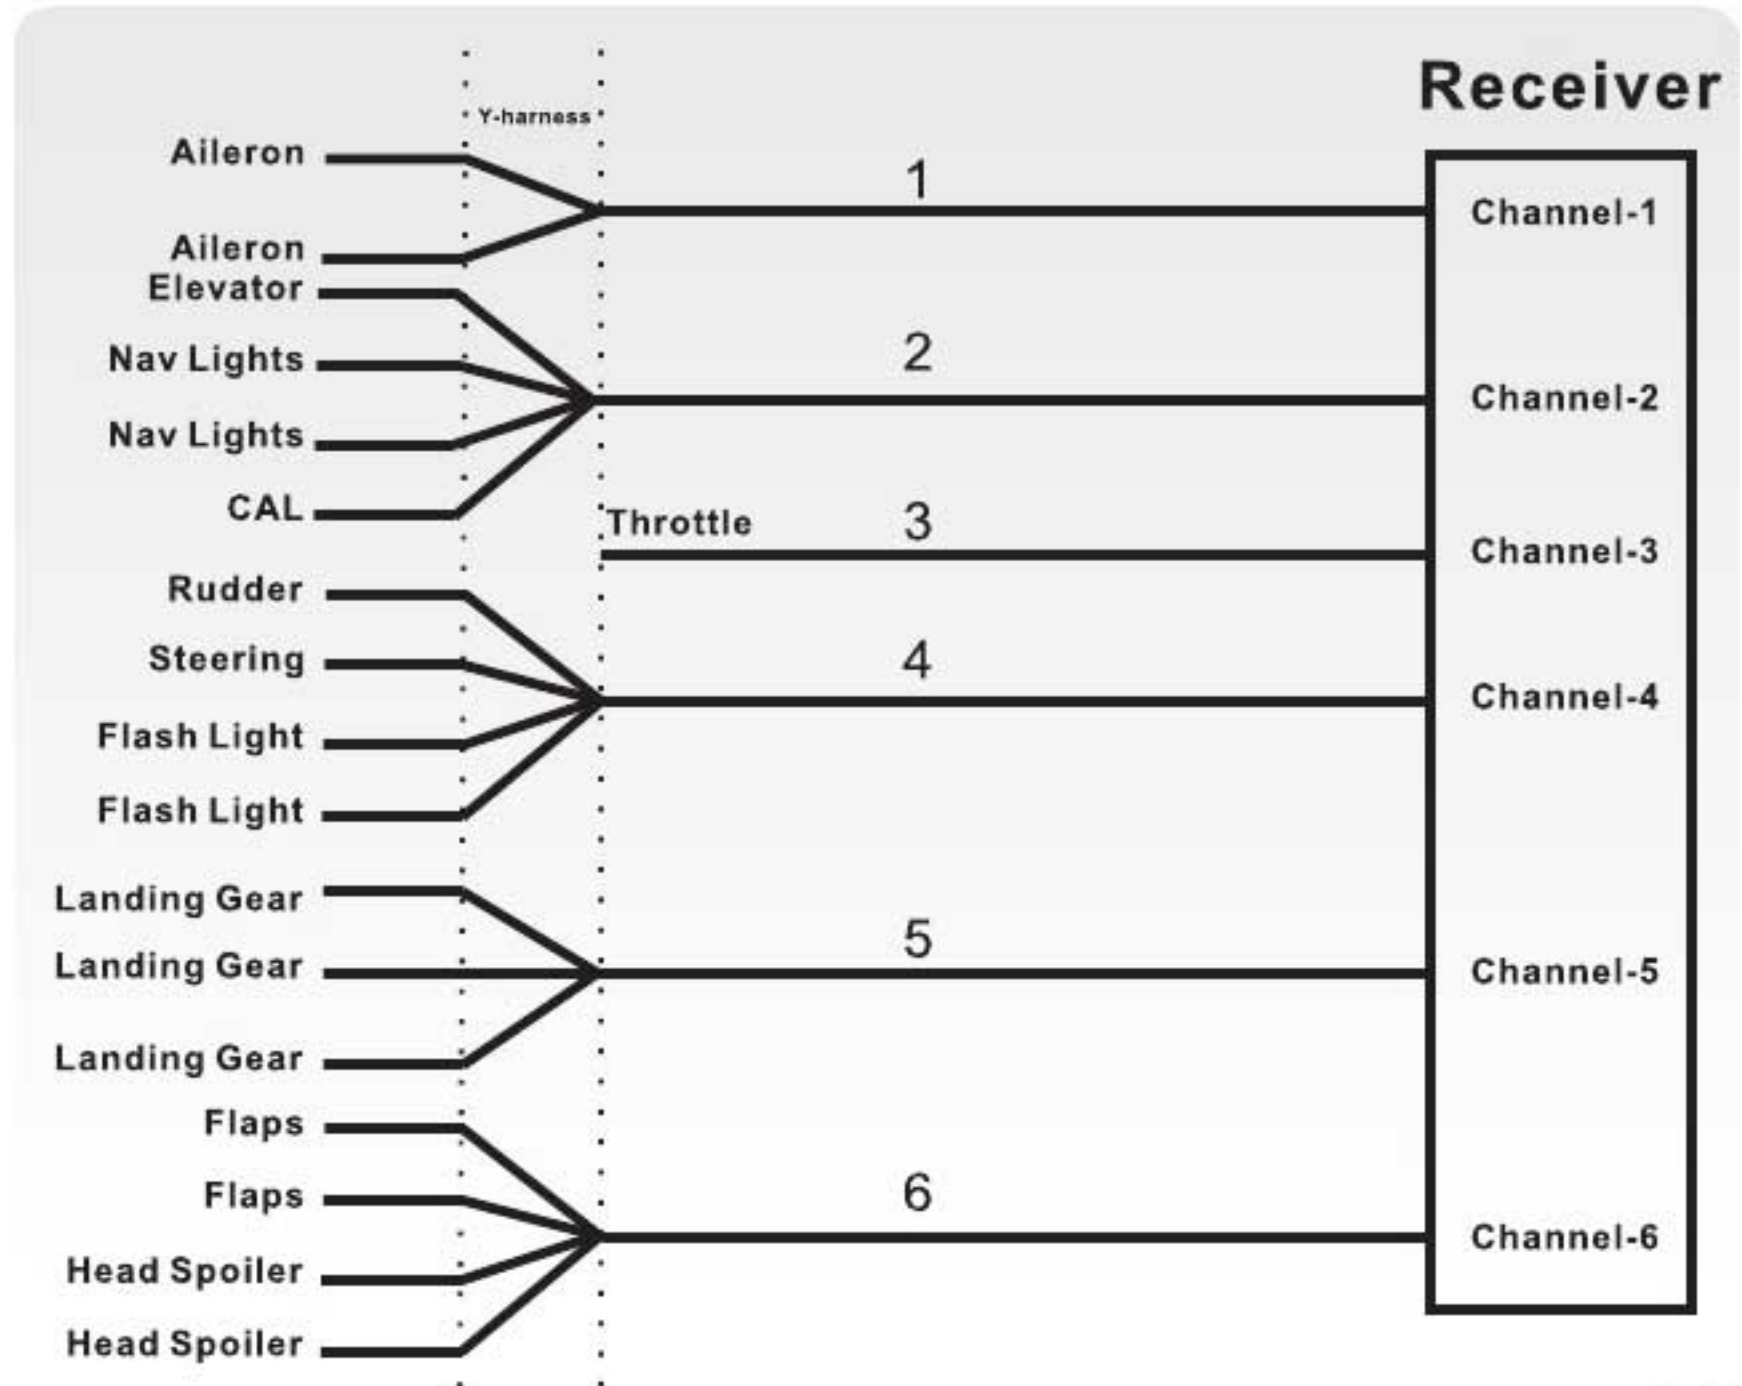 Receiver
Y-harness
Aileron
1
Channel-1
Aileron
Elevator
Nav Lights
2
Channel-2
Nav Lights
CAL
Throttle
3
Channel-3
Rudder
Steering
4
Channel-4
Flash Light
Flash Light
Landing Gear
5
Landing Gear
Channel-5
Landing Gear
Flaps
Flaps
6
Channel-6
Head Spoiler
Head Spoiler